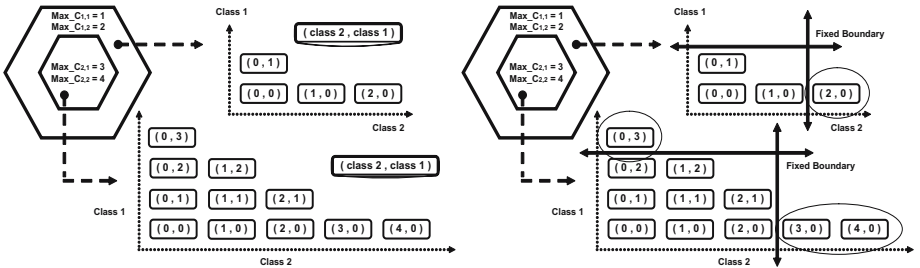 Max_C1,1 = 1
Max_C1,2 = 2
Max_C2,1 = 3
Max_C2,2 = 4
Class 1
( class 2 , class 1 )
( 0 , 1 )
( 0 , 0 ) ( 1 , 0 ) ( 2 , 0 )
Class 2
( 0 , 3 )
( 0 , 2 ) ( 1 , 2 )
( class 2 , class 1 )
( 0 , 1 ) ( 1 , 1 ) ( 2 , 1 )
Class 1
( 0 , 0 ) ( 1 , 0 ) ( 2 , 0 ) ( 3 , 0 ) ( 4 , 0 )
Class 2
Max_C1,1 = 1
Max_C1,2 = 2
Max_C2,1 = 3
Max_C2,2 = 4
Class 1
Fixed Boundary
( 0 , 1 )
( 0 , 0 ) ( 1 , 0 ) ( 2 , 0 )
Class 2
( 0 , 3 )
Fixed Boundary
( 0 , 2 ) ( 1 , 2 )
( 0 , 1 ) ( 1 , 1 ) ( 2 , 1 )
Class 1
( 0 , 0 ) ( 1 , 0 ) ( 2 , 0 ) ( 3 , 0 ) ( 4 , 0 )
Class 2